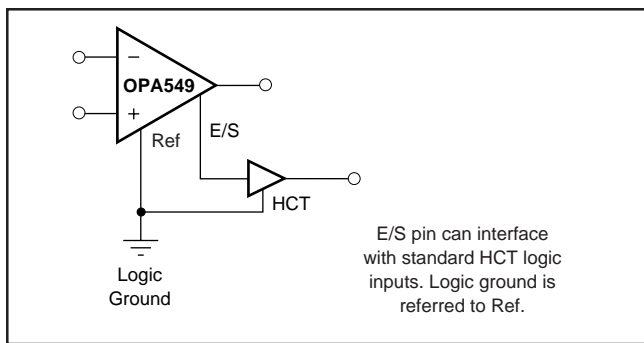 −
OPA549
+
Ref
E/S
HCT
Logic
Ground
E/S pin can interface
with standard HCT logic
inputs. Logic ground is
referred to Ref.